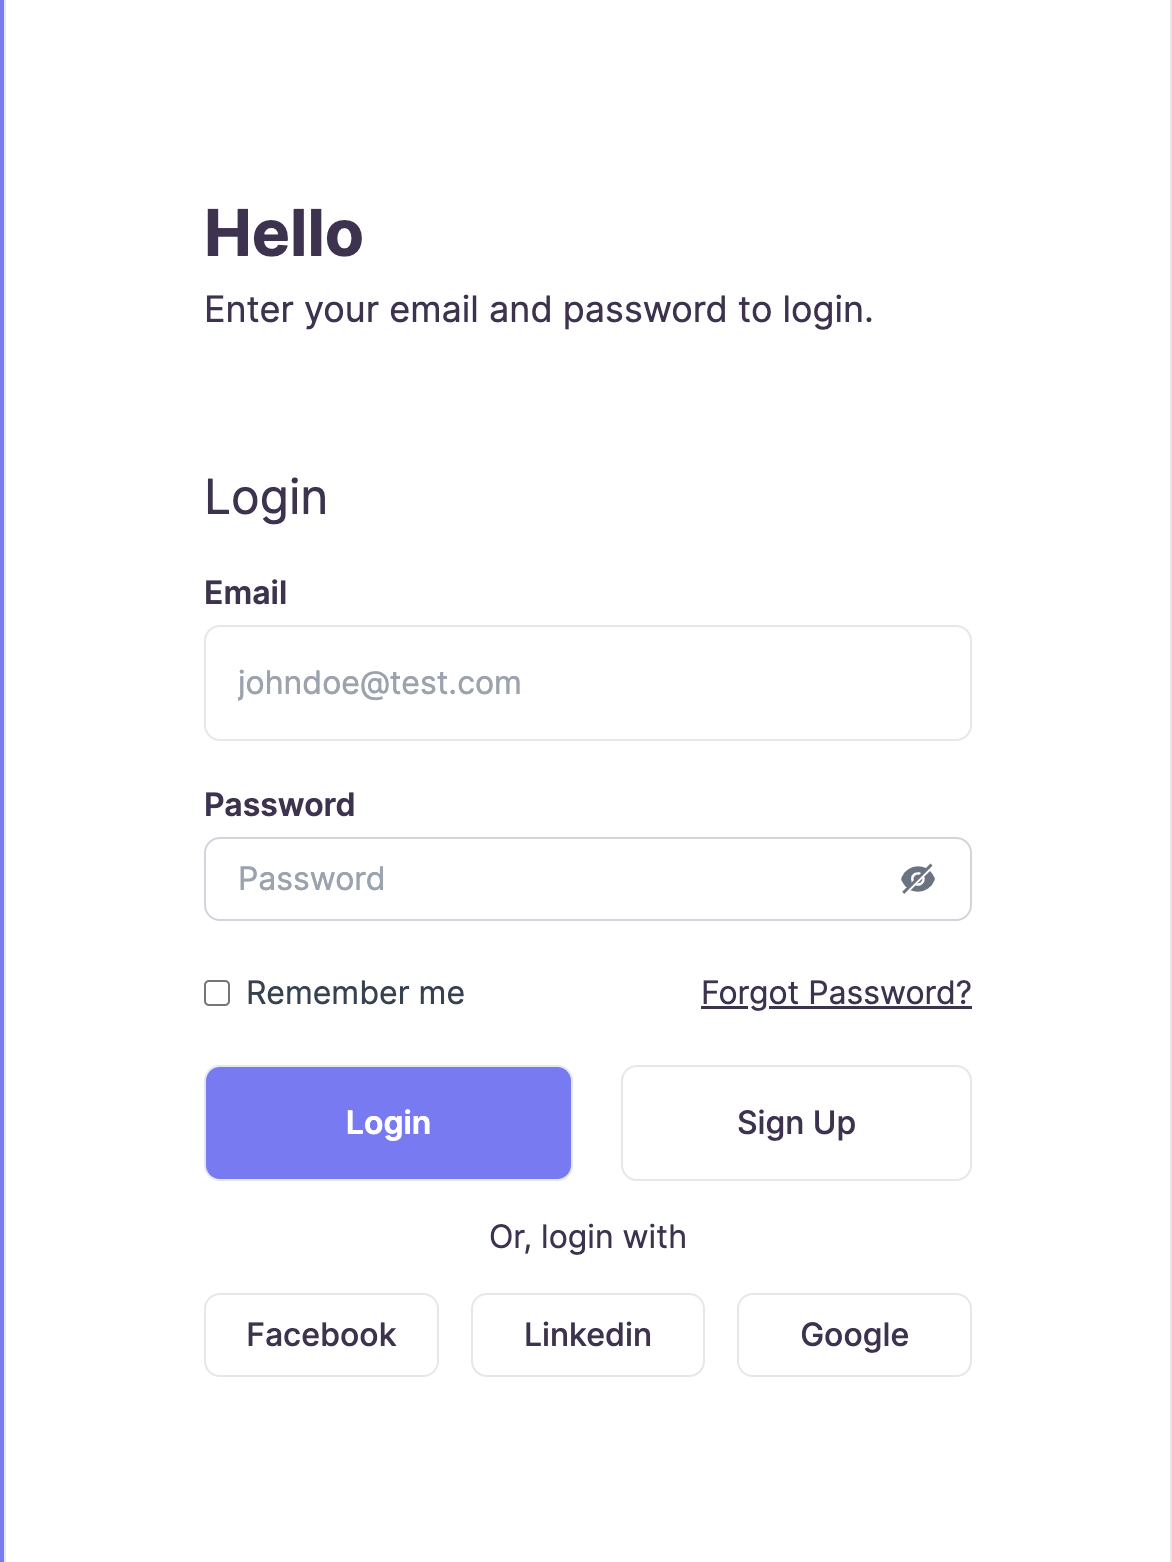 Hello
Enter your email and password to login.
Login
Email
johndoe@test.com
Password
Password
Remember me
Forgot Password?
Login
Sign Up
Or, login with
Facebook
Linkedin
Google